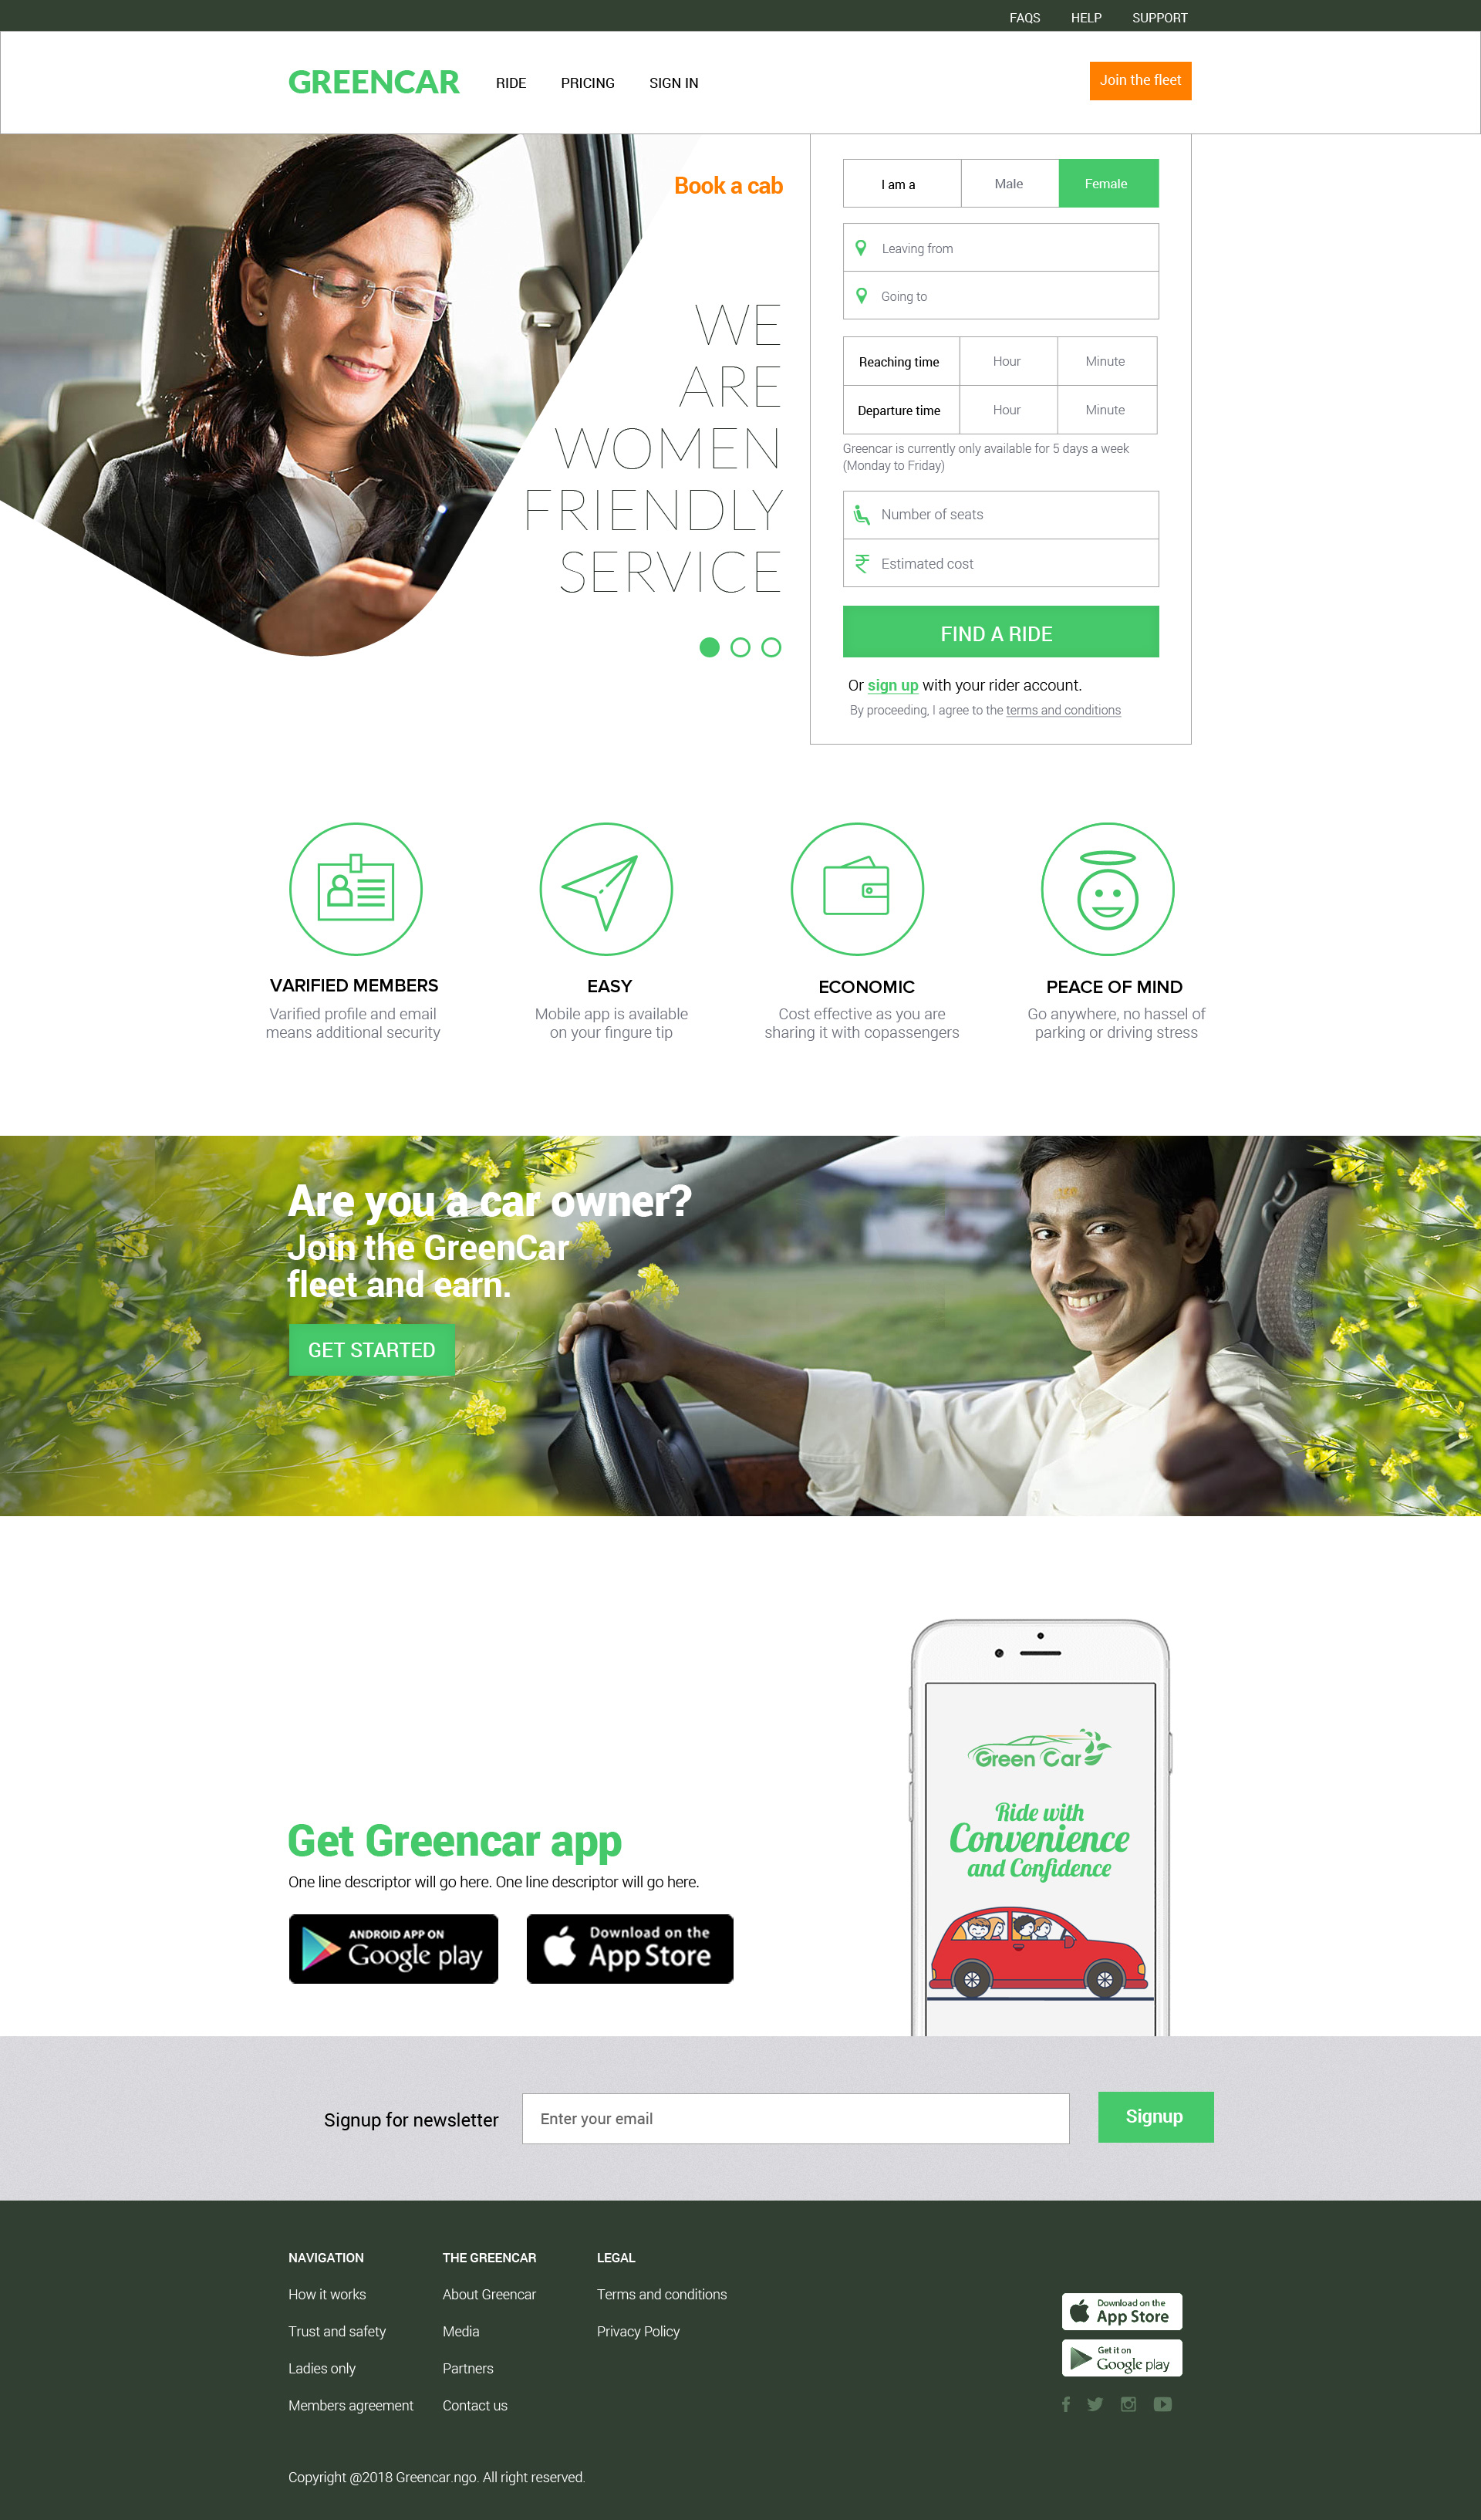 FAQS HELP SUPPORT
GREENCAR RIDE PRICING SIGN IN Join the fleet
Book a cab
WE
ARE
WOMEN
FRIENDLY
SERVICE
I am a Male Female
Leaving from
Going to
Reaching time Hour Minute
Departure time Hour Minute
Greencar is currently only available for 5 days a week
(Monday to Friday)
Number of seats
₹ Estimated cost
FIND A RIDE
Or sign up with your rider account.
By proceeding, I agree to the terms and conditions
VARIFIED MEMBERS
Varified profile and email
means additional security
EASY
Mobile app is available
on your fingure tip
ECONOMIC
Cost effective as you are
sharing it with copassengers
PEACE OF MIND
Go anywhere, no hassel of
parking or driving stress
Are you a car owner?
Join the GreenCar
fleet and earn.
GET STARTED
Get Greencar app
One line descriptor will go here. One line descriptor will go here.
ANDROID APP ON
Google play
Download on the
App Store
Green Car
Ride with
Convenience
and Confidence
Signup for newsletter Enter your email Signup
NAVIGATION
How it works
Trust and safety
Ladies only
Members agreement
THE GREENCAR
About Greencar
Media
Partners
Contact us
LEGAL
Terms and conditions
Privacy Policy
Download on the
App Store
Get it on
Google play
Copyright @2018 Greencar.ngo. All right reserved.